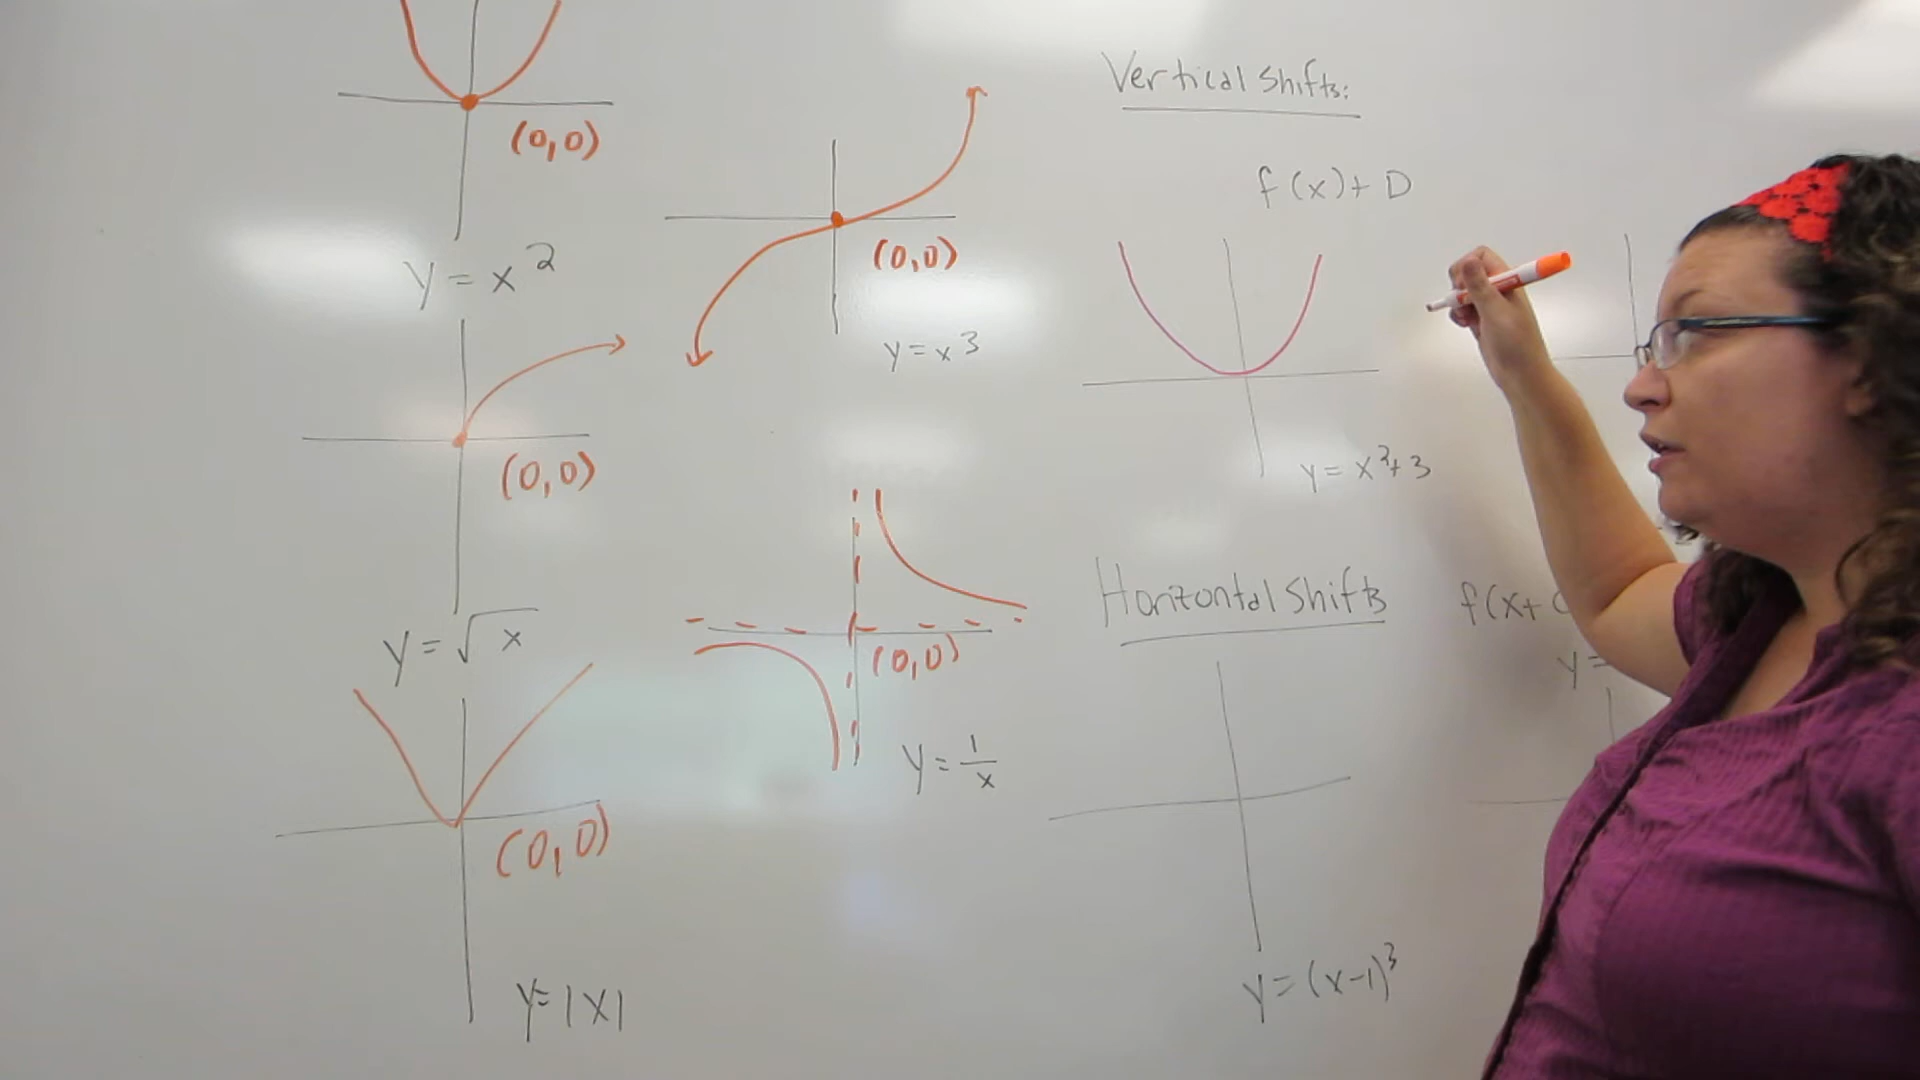 (0,0)
y = x²
(0,0)
y = √x
(0,0)
y = |x|
(0,0)
y = x³
(0,0)
y = 1/x
Vertical Shifts:
f(x) + D
y = x² + 3
Horizontal Shifts
f(x +
y =
y = (x-1)³